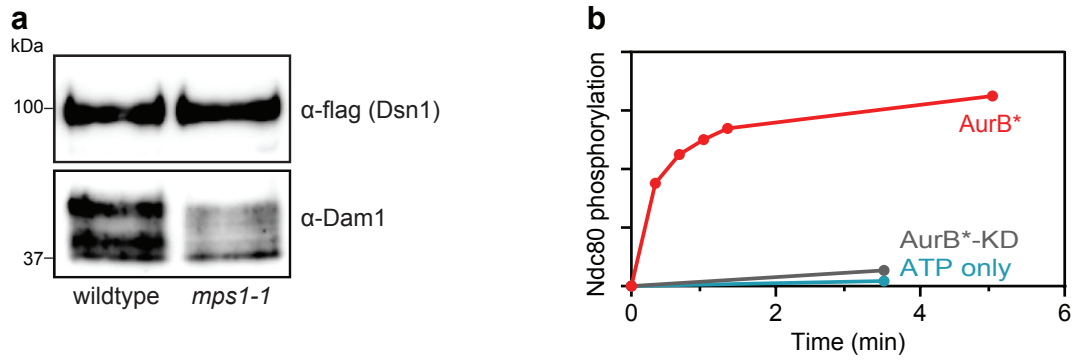 a
kDa
100
α-flag (Dsn1)
α-Dam1
37
wildtype
mps1-1
b
Ndc80 phosphorylation
AurB*
AurB*-KD
ATP only
0
2
4
6
Time (min)